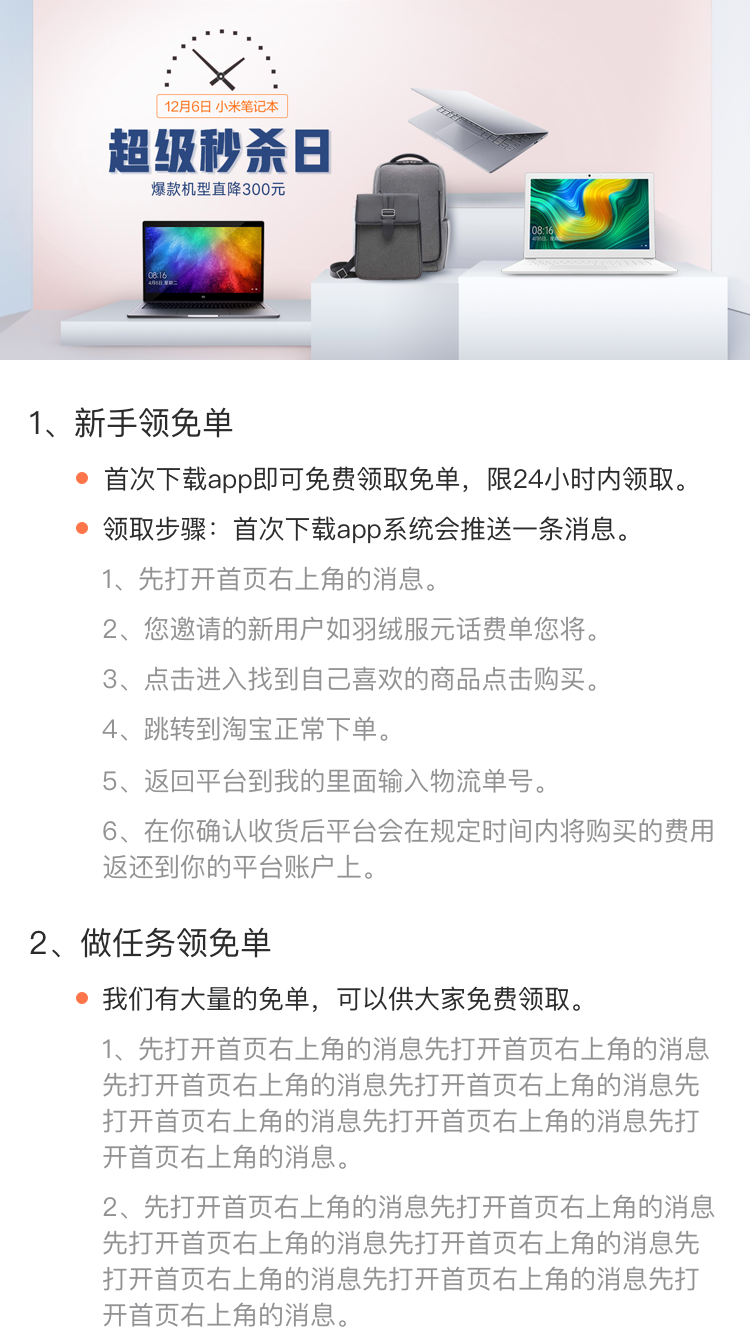 12月6日 小米笔记本
超级秒杀日
爆款机型直降300元
08:16
4月5日,星期二
08:16
1、新手领免单
首次下载app即可免费领取免单，限24小时内领取。
领取步骤：首次下载app系统会推送一条消息。
1、先打开首页右上角的消息。
2、您邀请的新用户如羽绒服元话费单您将。
3、点击进入找到自己喜欢的商品点击购买。
4、跳转到淘宝正常下单。
5、返回平台到我的里面输入物流单号。
6、在你确认收货后平台会在规定时间内将购买的费用
返还到你的平台账户上。
2、做任务领免单
我们有大量的免单，可以供大家免费领取。
1、先打开首页右上角的消息先打开首页右上角的消息
先打开首页右上角的消息先打开首页右上角的消息先
打开首页右上角的消息先打开首页右上角的消息先打
开首页右上角的消息。
2、先打开首页右上角的消息先打开首页右上角的消息
先打开首页右上角的消息先打开首页右上角的消息先
打开首页右上角的消息先打开首页右上角的消息先打
开首页右上角的消息。